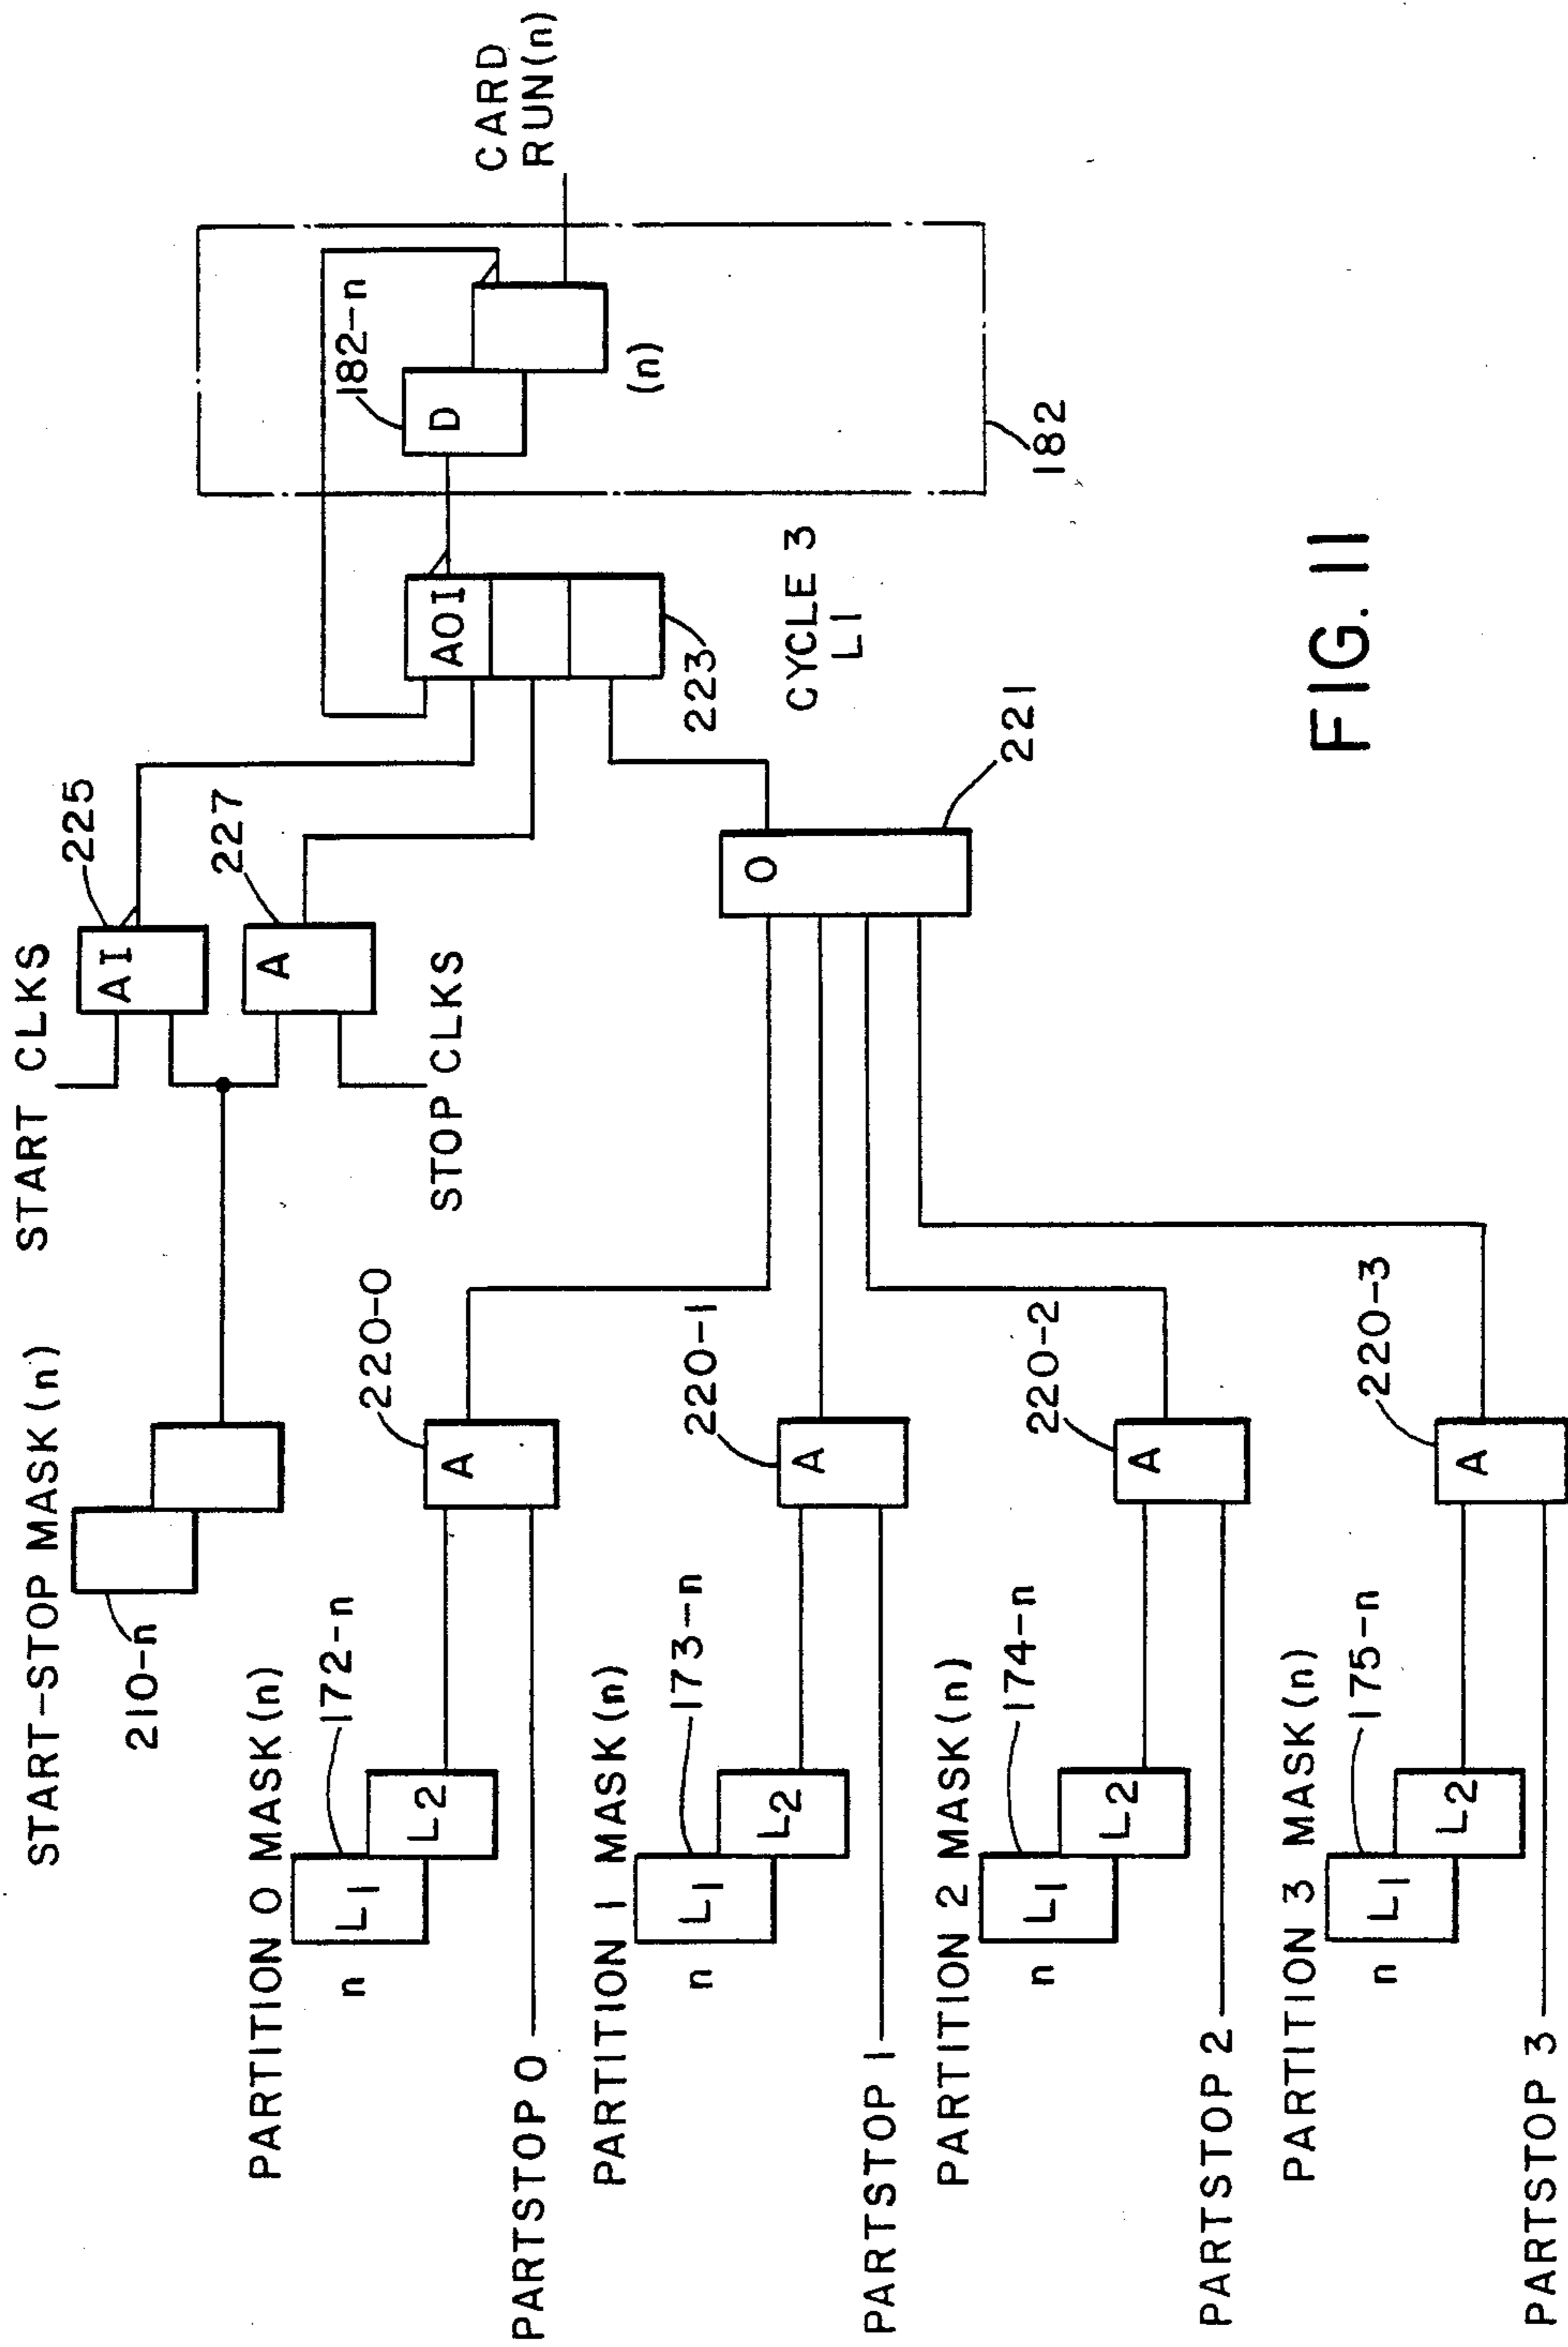 START-STOP MASK (n)
START CLKS
210-n
225
AI
227
A
STOP CLKS
PARTITION 0 MASK (n)
172-n
n
L1
L2
220-0
A
PARTSTOP 0
PARTITION 1 MASK (n)
173-n
n
L1
L2
220-1
A
PARTSTOP 1
PARTITION 2 MASK (n)
174-n
n
L1
L2
220-2
A
PARTSTOP 2
PARTITION 3 MASK (n)
175-n
n
L1
L2
220-3
A
PARTSTOP 3
O
221
AOI
223
CYCLE 3
L1
182-n
D
(n)
182
CARD
RUN(n)
FIG. 11